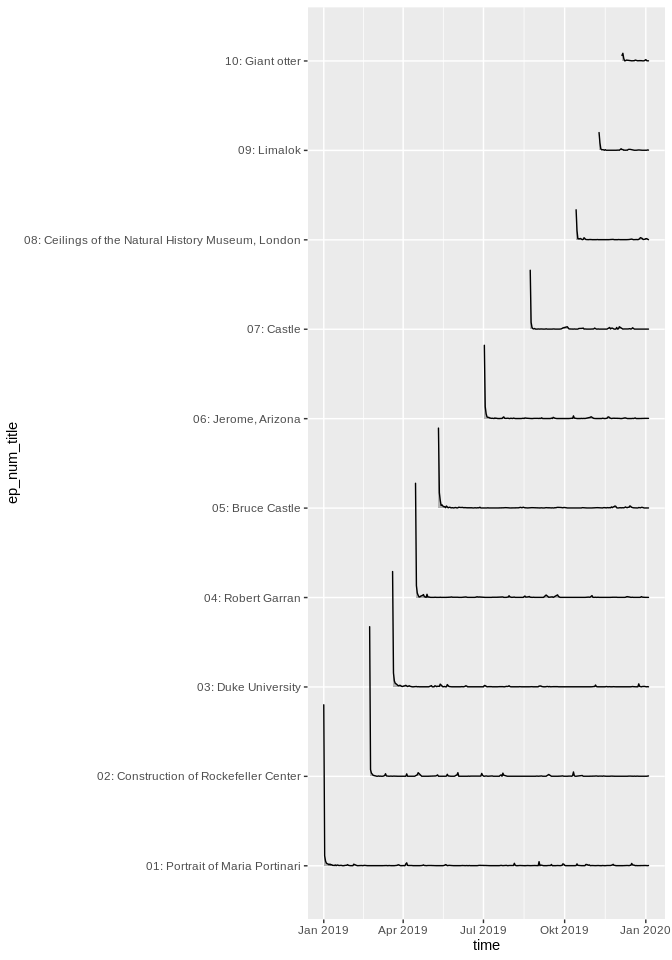 10: Giant otter
09: Limalok
08: Ceilings of the Natural History Museum, London
07: Castle
06: Jerome, Arizona
05: Bruce Castle
04: Robert Garran
03: Duke University
02: Construction of Rockefeller Center
01: Portrait of Maria Portinari
ep_num_title
Jan 2019 Apr 2019 Jul 2019 Okt 2019 Jan 2020
time